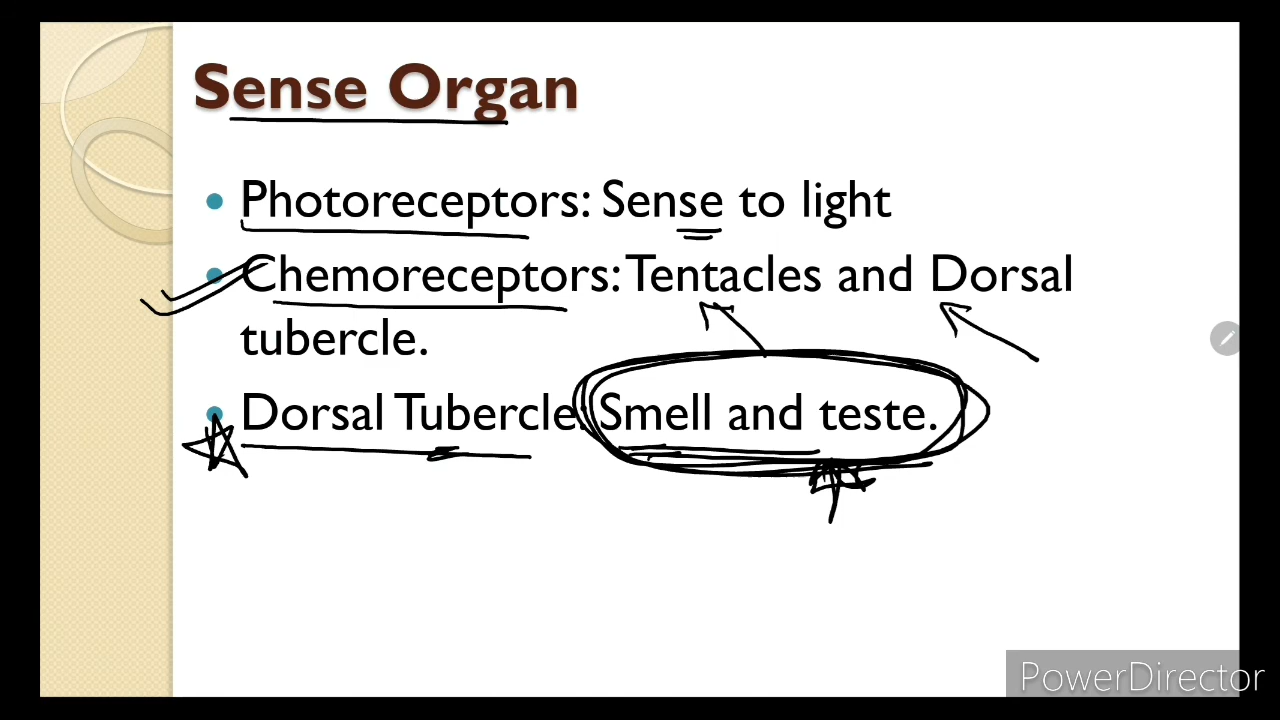 Sense Organ
Photoreceptors: Sense to light
Chemoreceptors: Tentacles and Dorsal
tubercle.
Dorsal Tubercle: Smell and teste.
PowerDirector